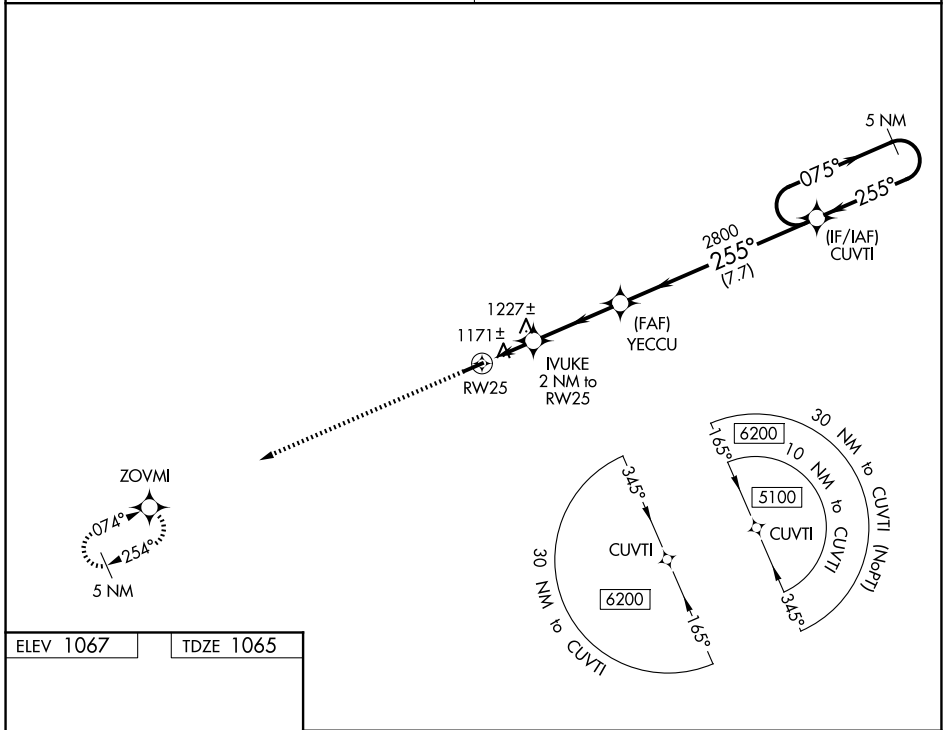 5 NM
075°
255°
(IF/IAF)
CUVTI
2800
255°
(7.7)
(FAF)
YECCU
1227±
1171±
IVUKE
2 NM to
RW25
RW25
ZOVMI
074°
254°
5 NM
345°
CUVTI
6200
165°
30 NM to CUVTI
165°
6200
30 NM to CUVTI (NoPT)
10 NM to CUVTI
5100
CUVTI
345°
ELEV 1067
TDZE 1065